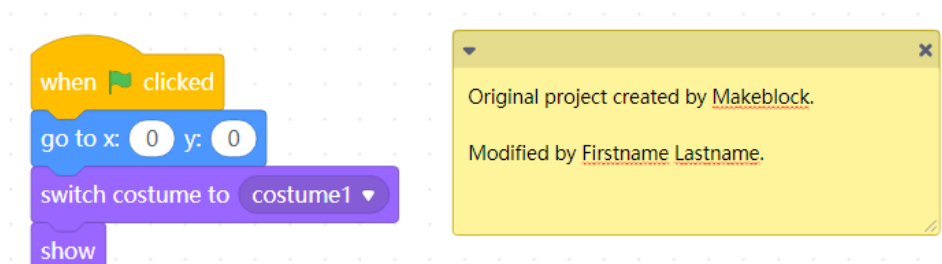 when clicked
go to x: 0 y: 0
switch costume to costume1
show
Original project created by Makeblock.
Modified by Firstname Lastname.